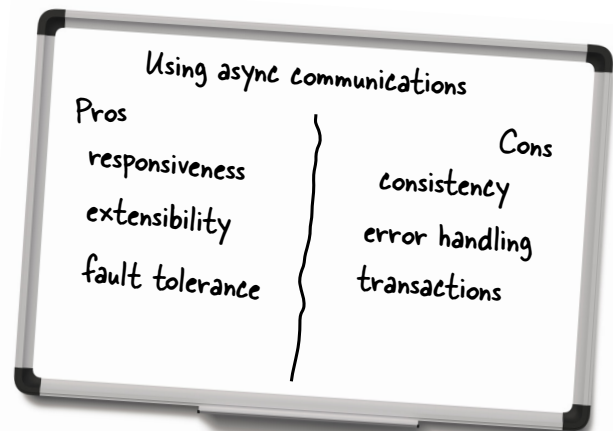 Using async communications
Pros
responsiveness
extensibility
fault tolerance
Cons
consistency
error handling
transactions